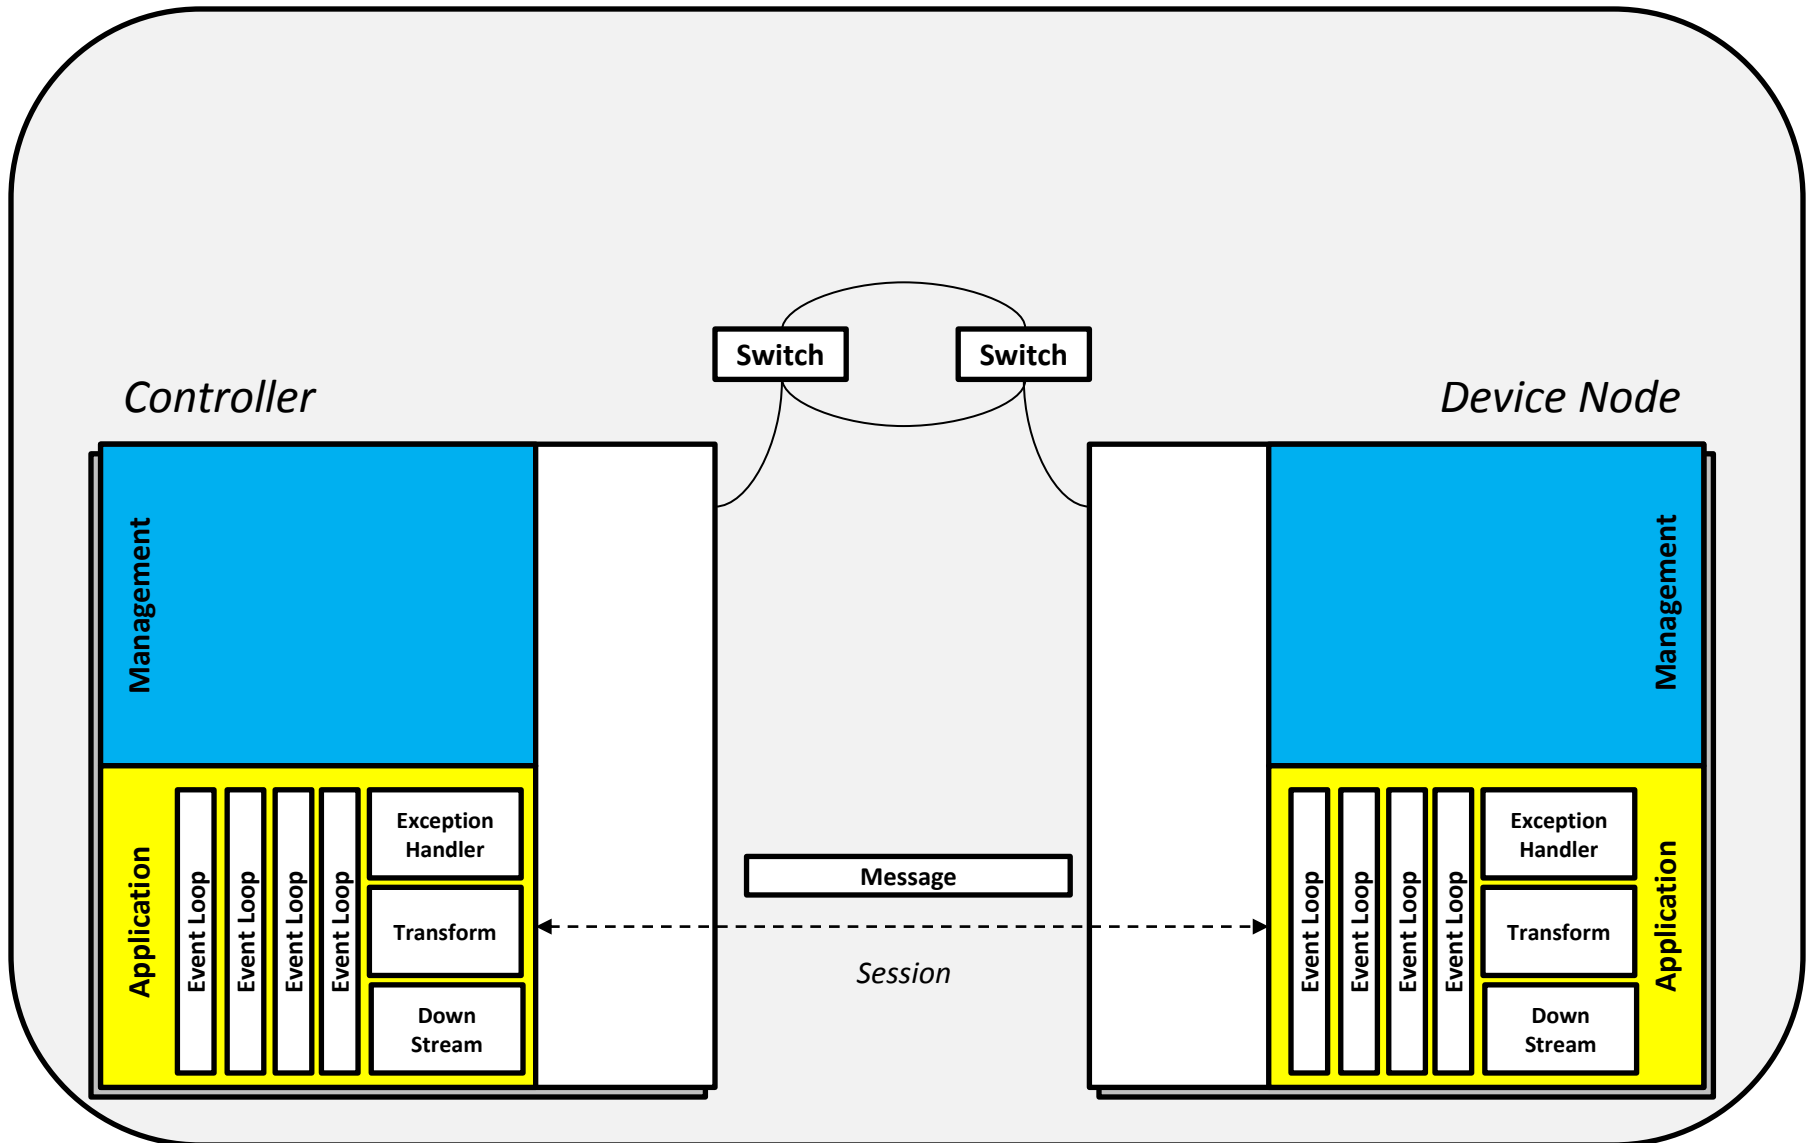 Switch
Switch
Controller
Device Node
Management
Management
Application
Event Loop
Event Loop
Event Loop
Event Loop
Exception
Handler
Transform
Down
Stream
Message
Session
Event Loop
Event Loop
Event Loop
Event Loop
Exception
Handler
Transform
Down
Stream
Application